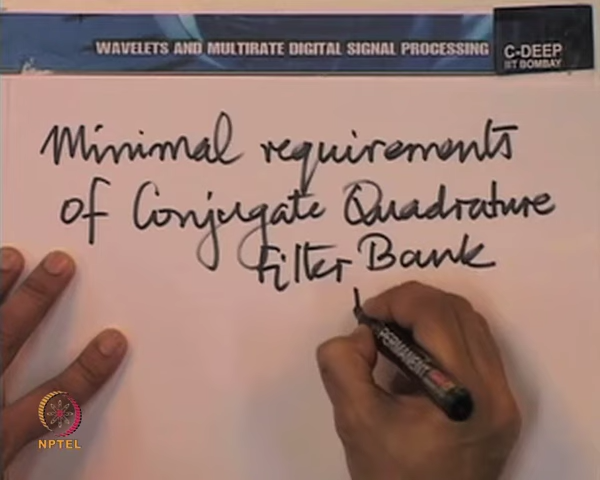 WAVELETS AND MULTIRATE DIGITAL SIGNAL PROCESSING
C-DEEP
IIT BOMBAY
Minimal requirements
of Conjugate Quadrature
Filter Bank
PERMANENT
NPTEL